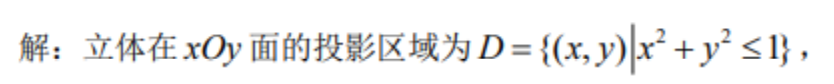 解：立体在 xOy 面的投影区域为 D = {(x, y)|x² + y² ≤ 1}，